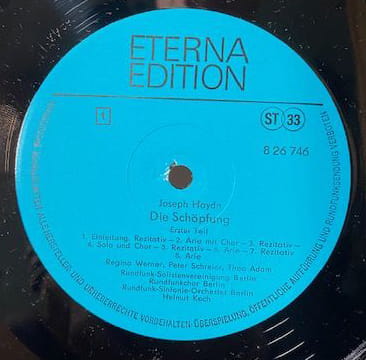 ETERNA
EDITION
1
ST 33
8 26 746
Joseph Haydn
Die Schöpfung
Erster Teil
1. Einleitung, Rezitativ — 2. Arie mit Chor — 3. Rezitativ —
4. Solo und Chor — 5. Rezitativ — 6. Arie — 7. Rezitativ
8. Arie
Regina Werner, Peter Schreier, Theo Adam
Rundfunk-Solistenvereinigung Berlin
Rundfunkchor Berlin
Rundfunk-Sinfonie-Orchester Berlin
Helmut Koch
ALLE HERSTELLER- UND URHEBERRECHTE VORBEHALTEN · ÜBERSPIELUNG, ÖFFENTLICHE AUFFÜHRUNG UND RUNDFUNKSENDUNG VERBOTEN